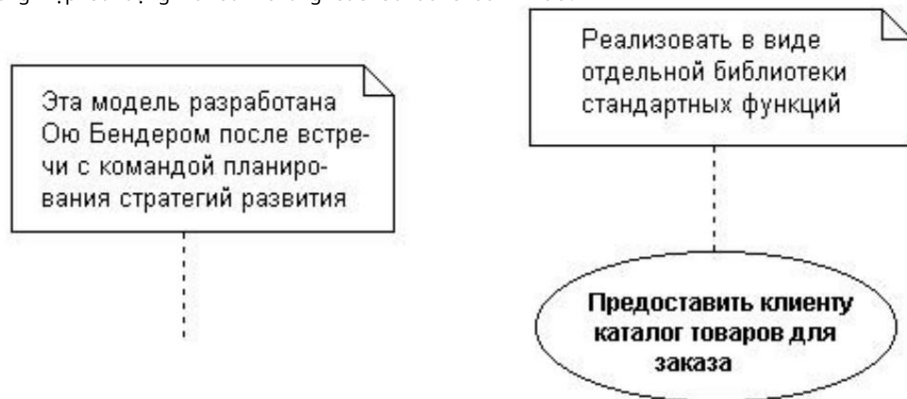 Эта модель разработана
Ою Бендером после встре-
чи с командой планиро-
вания стратегий развития
Реализовать в виде
отдельной библиотеки
стандартных функций
Предоставить клиенту
каталог товаров для
заказа